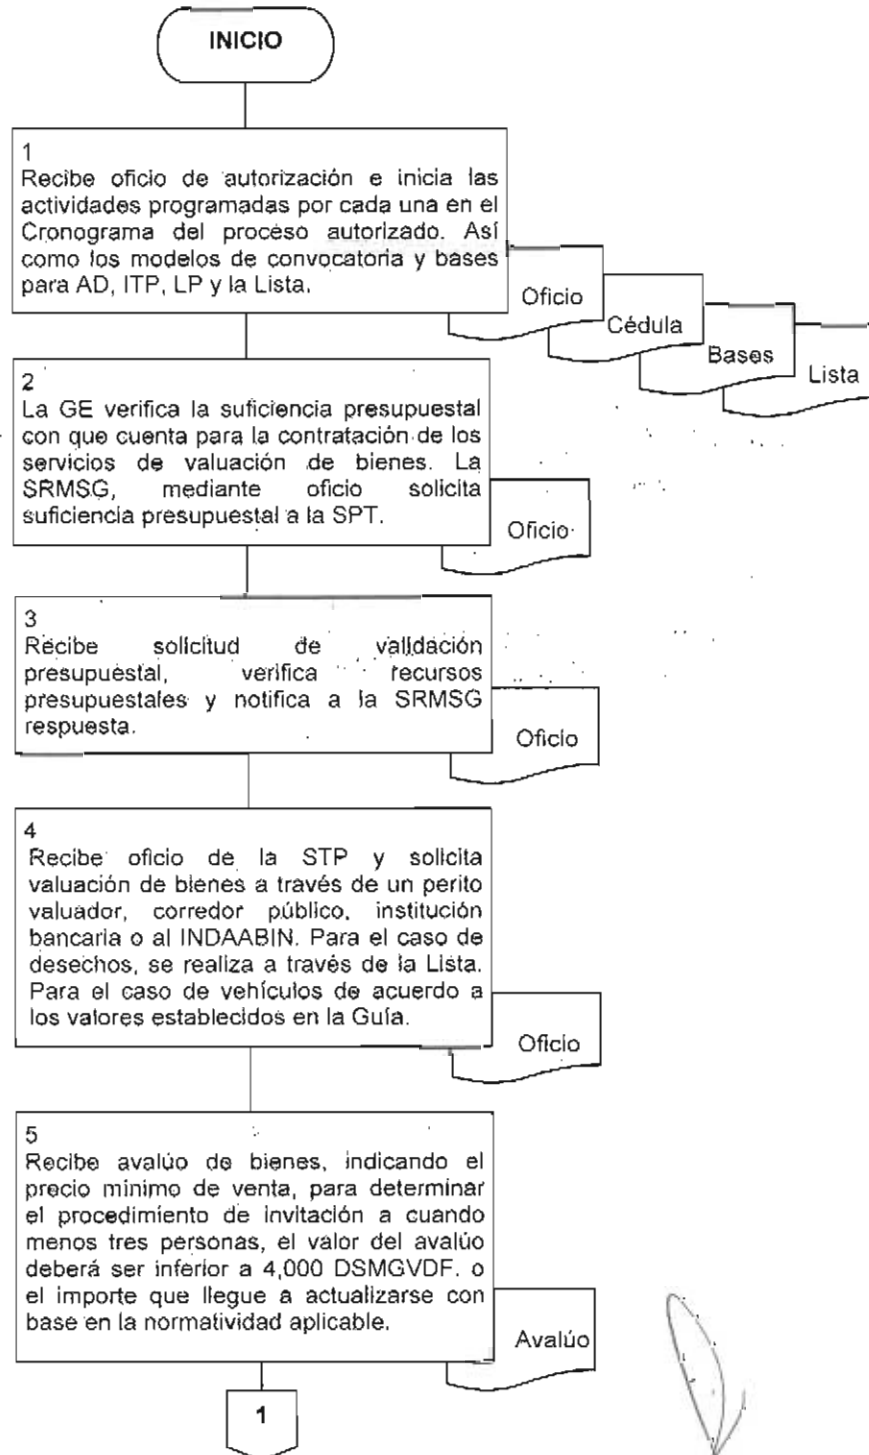 INICIO
1
Recibe oficio de autorización e inicia las
actividades programadas por cada una en el
Cronograma del proceso autorizado. Así
como los modelos de convocatoria y bases
para AD, ITP, LP y la Lista.
Oficio
Cédula
Bases
Lista
2
La GE verifica la suficiencia presupuestal
con que cuenta para la contratación de los
servicios de valuación de bienes. La
SRMSG, mediante oficio solicita
suficiencia presupuestal a la SPT.
Oficio
3
Recibe solicitud de validación
presupuestal, verifica recursos
presupuestales y notifica a la SRMSG
respuesta.
Oficio
4
Recibe oficio de la STP y solicita
valuación de bienes a través de un perito
valuador, corredor público, institución
bancaria o al INDAABIN. Para el caso de
desechos, se realiza a través de la Lista.
Para el caso de vehículos de acuerdo a
los valores establecidos en la Guía.
Oficio
5
Recibe avalúo de bienes, indicando el
precio mínimo de venta, para determinar
el procedimiento de invitación a cuando
menos tres personas, el valor del avalúo
deberá ser inferior a 4,000 DSMGVDF. o
el importe que llegue a actualizarse con
base en la normatividad aplicable.
Avalúo
1